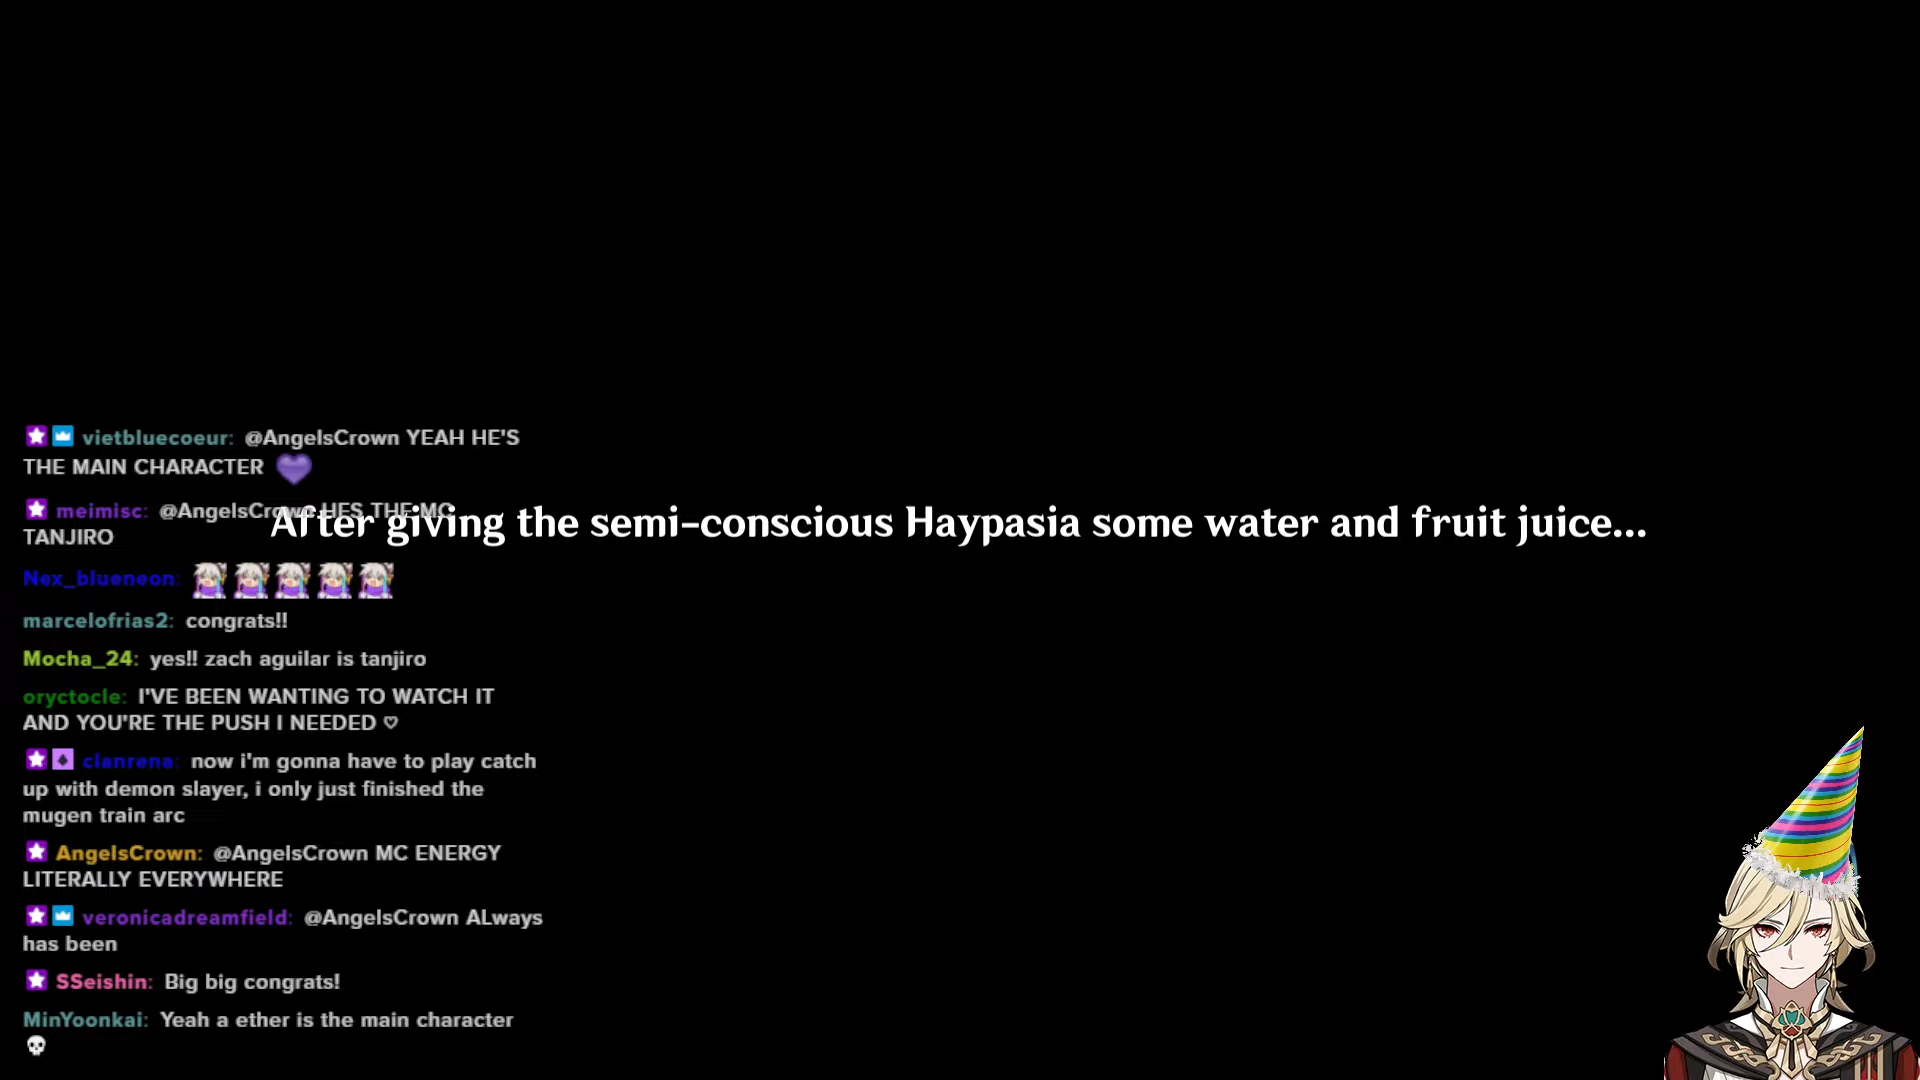 vietbluecoeur: @AngelsCrown YEAH HE'S
THE MAIN CHARACTER
meimisc: @AngelsCrown HES THE MC
TANJIRO
After giving the semi-conscious Haypasia some water and fruit juice...
Nex_blueneon:
marcelofrias2: congrats!!
Mocha_24: yes!! zach aguilar is tanjiro
oryctocle: I'VE BEEN WANTING TO WATCH IT
AND YOU'RE THE PUSH I NEEDED ♡
clanrena: now i'm gonna have to play catch
up with demon slayer, i only just finished the
mugen train arc
AngelsCrown: @AngelsCrown MC ENERGY
LITERALLY EVERYWHERE
veronicadreamfield: @AngelsCrown ALways
has been
SSeishin: Big big congrats!
MinYoonkai: Yeah a ether is the main character
💀